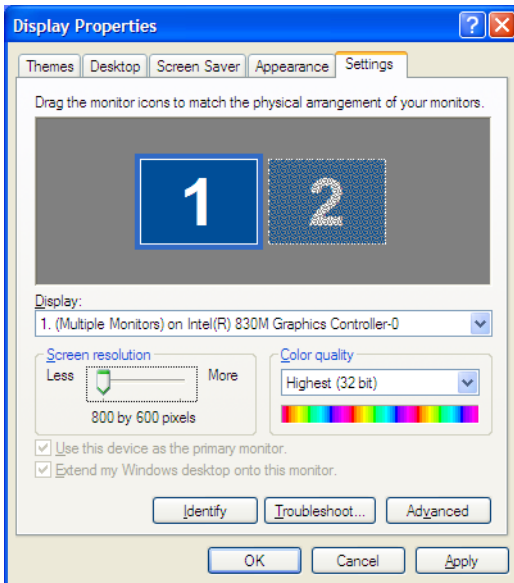 Display Properties
Themes Desktop Screen Saver Appearance Settings
Drag the monitor icons to match the physical arrangement of your monitors.
1 2
Display:
1. (Multiple Monitors) on Intel(R) 830M Graphics Controller-0
Screen resolution Color quality
Less More Highest (32 bit)
800 by 600 pixels
Use this device as the primary monitor.
Extend my Windows desktop onto this monitor.
Identify Troubleshoot... Advanced
OK Cancel Apply